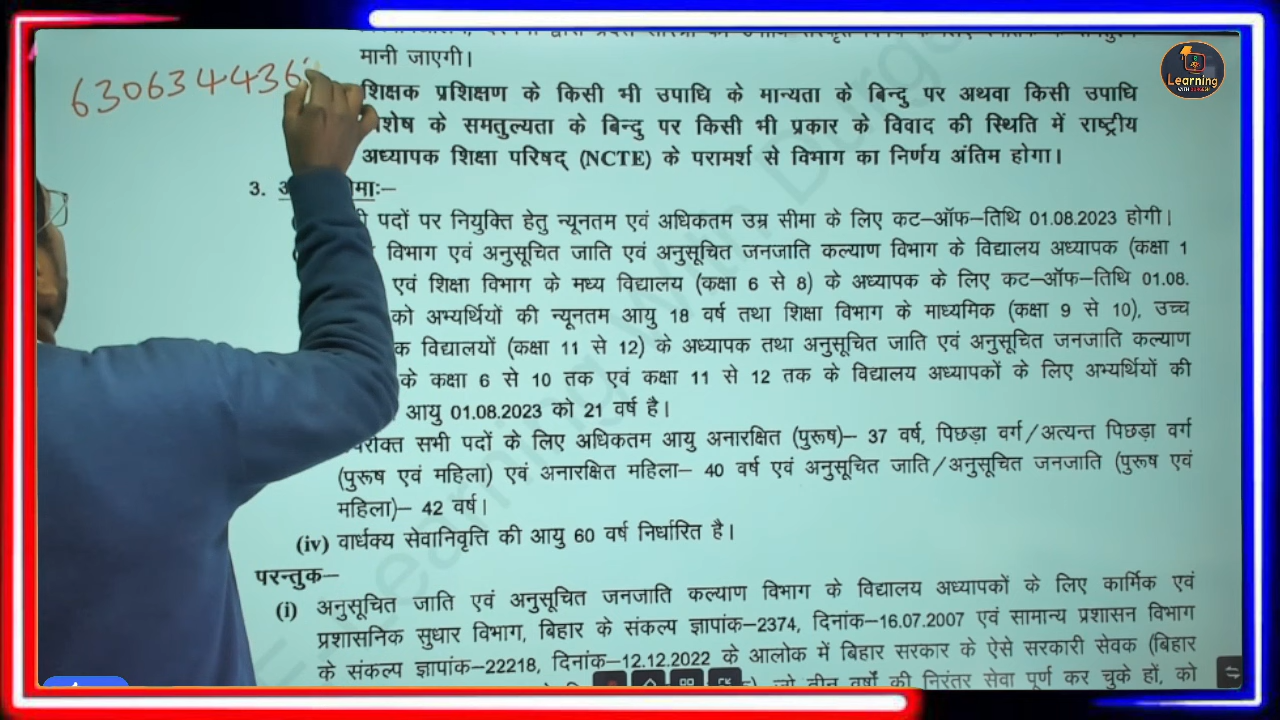 630634436
Learning
मानी जाएगी।
शिक्षक प्रशिक्षण के किसी भी उपाधि के मान्यता के बिन्दु पर अथवा किसी उपाधि
के समतुल्यता के बिन्दु पर किसी भी प्रकार के विवाद की स्थिति में राष्ट्रीय
अध्यापक शिक्षा परिषद् (NCTE) के परामर्श से विभाग का निर्णय अंतिम होगा।
3.
पदों पर नियुक्ति हेतु न्यूनतम एवं अधिकतम उम्र सीमा के लिए कट–ऑफ–तिथि 01.08.2023 होगी।
विभाग एवं अनुसूचित जाति एवं अनुसूचित जनजाति कल्याण विभाग के विद्यालय अध्यापक (कक्षा 1
एवं शिक्षा विभाग के मध्य विद्यालय (कक्षा 6 से 8) के अध्यापक के लिए कट–ऑफ–तिथि 01.08.
को अभ्यर्थियों की न्यूनतम आयु 18 वर्ष तथा शिक्षा विभाग के माध्यमिक (कक्षा 9 से 10), उच्च
क विद्यालयों (कक्षा 11 से 12) के अध्यापक तथा अनुसूचित जाति एवं अनुसूचित जनजाति कल्याण
के कक्षा 6 से 10 तक एवं कक्षा 11 से 12 तक के विद्यालय अध्यापकों के लिए अभ्यर्थियों की
आयु 01.08.2023 को 21 वर्ष है।
सभी पदों के लिए अधिकतम आयु अनारक्षित (पुरूष)– 37 वर्ष, पिछड़ा वर्ग/अत्यन्त पिछड़ा वर्ग
(पुरूष एवं महिला) एवं अनारक्षित महिला– 40 वर्ष एवं अनुसूचित जाति/अनुसूचित जनजाति (पुरूष एवं
महिला)– 42 वर्ष।
(iv) वार्धक्य सेवानिवृत्ति की आयु 60 वर्ष निर्धारित है।
परन्तुक–
(i) अनुसूचित जाति एवं अनुसूचित जनजाति कल्याण विभाग के विद्यालय अध्यापकों के लिए कार्मिक एवं
प्रशासनिक सुधार विभाग, बिहार के संकल्प ज्ञापांक–2374, दिनांक–16.07.2007 एवं सामान्य प्रशासन विभाग
के संकल्प ज्ञापांक–22218, दिनांक–12.12.2022 के आलोक में बिहार सरकार के ऐसे सरकारी सेवक (बिहार
जो तीन वर्षों की निरंतर सेवा पूर्ण कर चुके हों, को